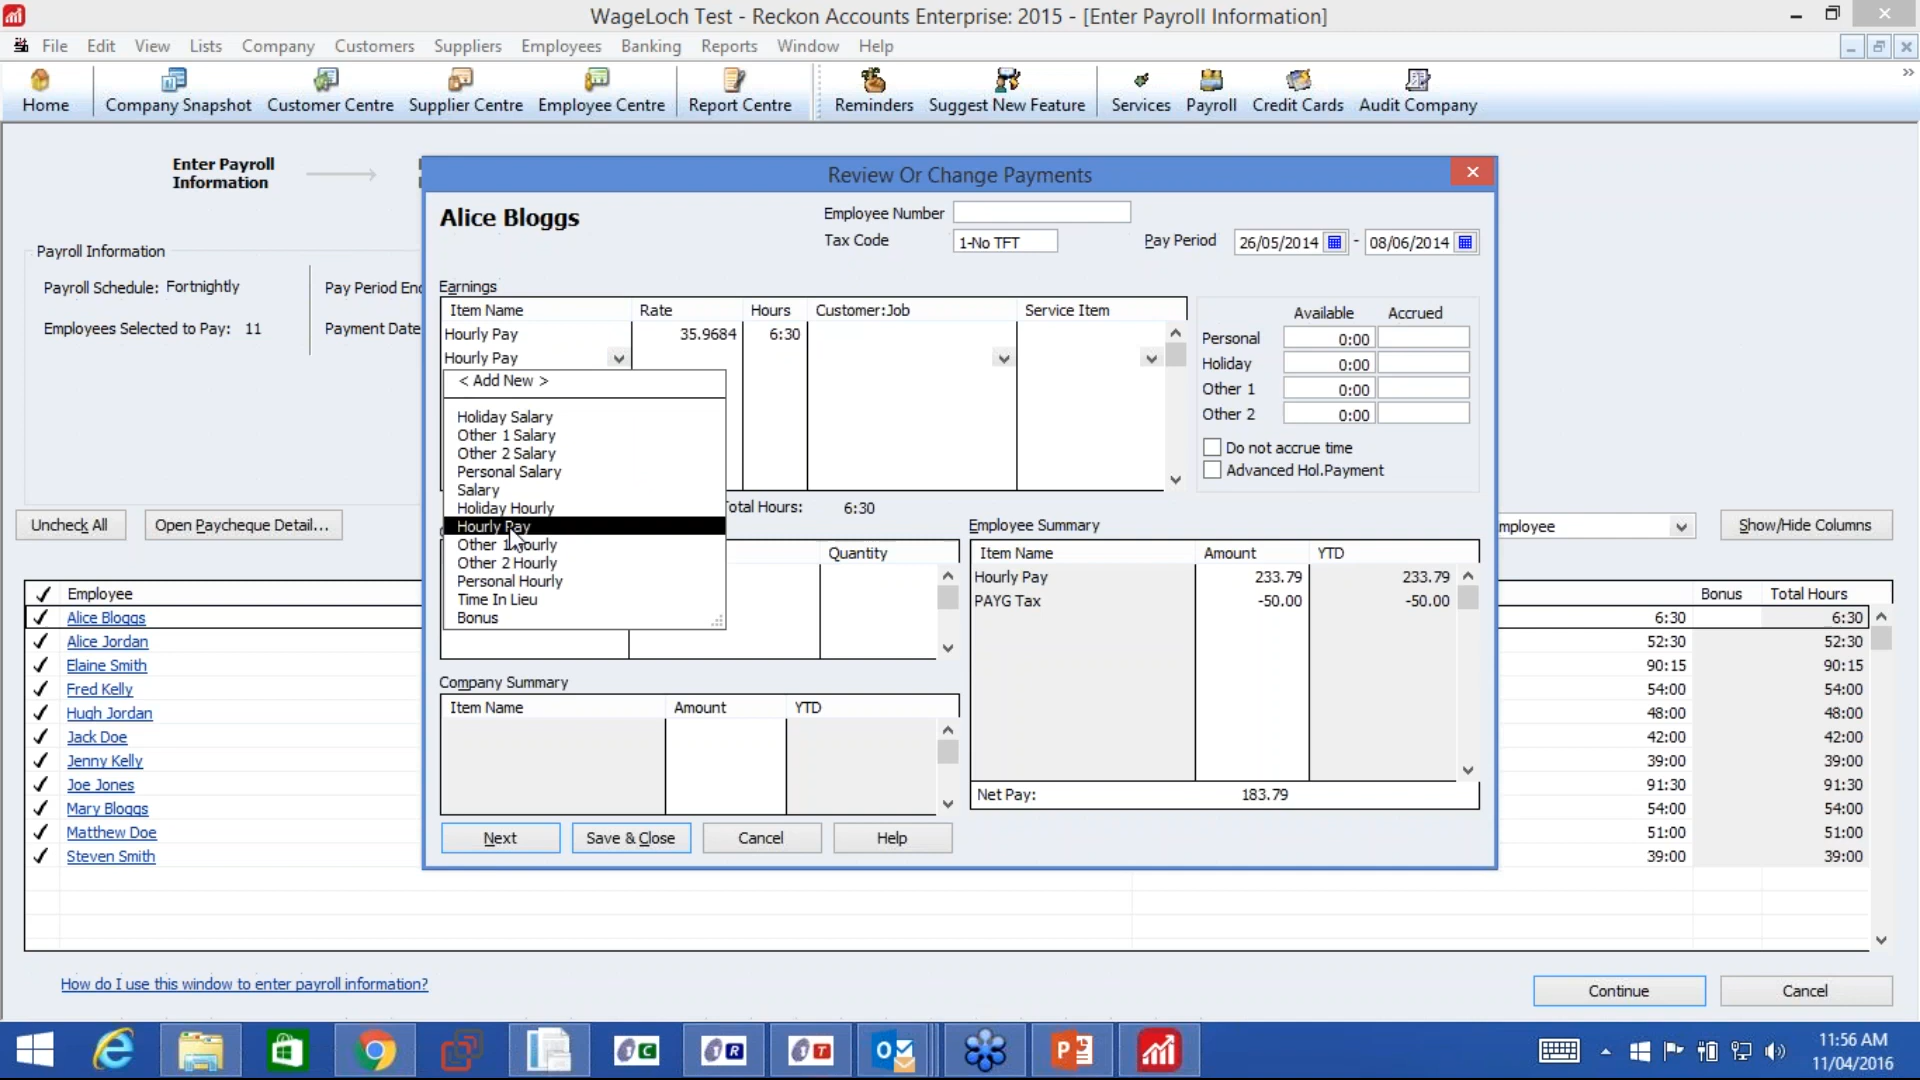 WageLoch Test - Reckon Accounts Enterprise: 2015 - [Enter Payroll Information]
File Edit View Lists Company Customers Suppliers Employees Banking Reports Window Help
Home Company Snapshot Customer Centre Supplier Centre Employee Centre Report Centre Reminders Suggest New Feature Services Payroll Credit Cards Audit Company
Enter Payroll
Information
Review Or Change Payments
Alice Bloggs
Employee Number
Tax Code 1-No TFT Pay Period 26/05/2014 - 08/06/2014
Payroll Information
Payroll Schedule: Fortnightly
Employees Selected to Pay: 11
Pay Period End
Payment Date
Earnings
Item Name Rate Hours Customer:Job Service Item
Hourly Pay 35.9684 6:30
Hourly Pay
< Add New >
Holiday Salary
Other 1 Salary
Other 2 Salary
Personal Salary
Salary
Holiday Hourly
Hourly Pay
Other 1 Hourly
Other 2 Hourly
Personal Hourly
Time In Lieu
Bonus
Available Accrued
Personal 0:00
Holiday 0:00
Other 1 0:00
Other 2 0:00
Do not accrue time
Advanced Hol.Payment
Total Hours: 6:30
Quantity
Employee Summary
Item Name Amount YTD
Hourly Pay 233.79 233.79
PAYG Tax -50.00 -50.00
Net Pay: 183.79
Company Summary
Item Name Amount YTD
Next Save & Close Cancel Help
Uncheck All Open Paycheque Detail... mployee Show/Hide Columns
Employee Bonus Total Hours
Alice Bloggs 6:30 6:30
Alice Jordan 52:30 52:30
Elaine Smith 90:15 90:15
Fred Kelly 54:00 54:00
Hugh Jordan 48:00 48:00
Jack Doe 42:00 42:00
Jenny Kelly 39:00 39:00
Joe Jones 91:30 91:30
Mary Bloggs 54:00 54:00
Matthew Doe 51:00 51:00
Steven Smith 39:00 39:00
How do I use this window to enter payroll information?
Continue Cancel
11:56 AM
11/04/2016